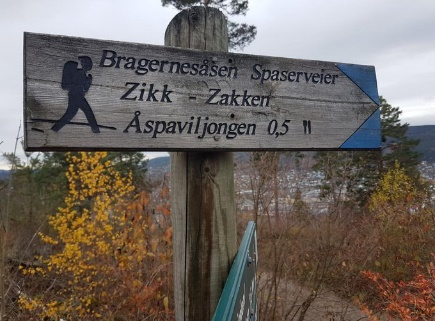 Bragernesåsen Spaserveier
Zikk - Zakken
Åspaviljongen 0,5 "